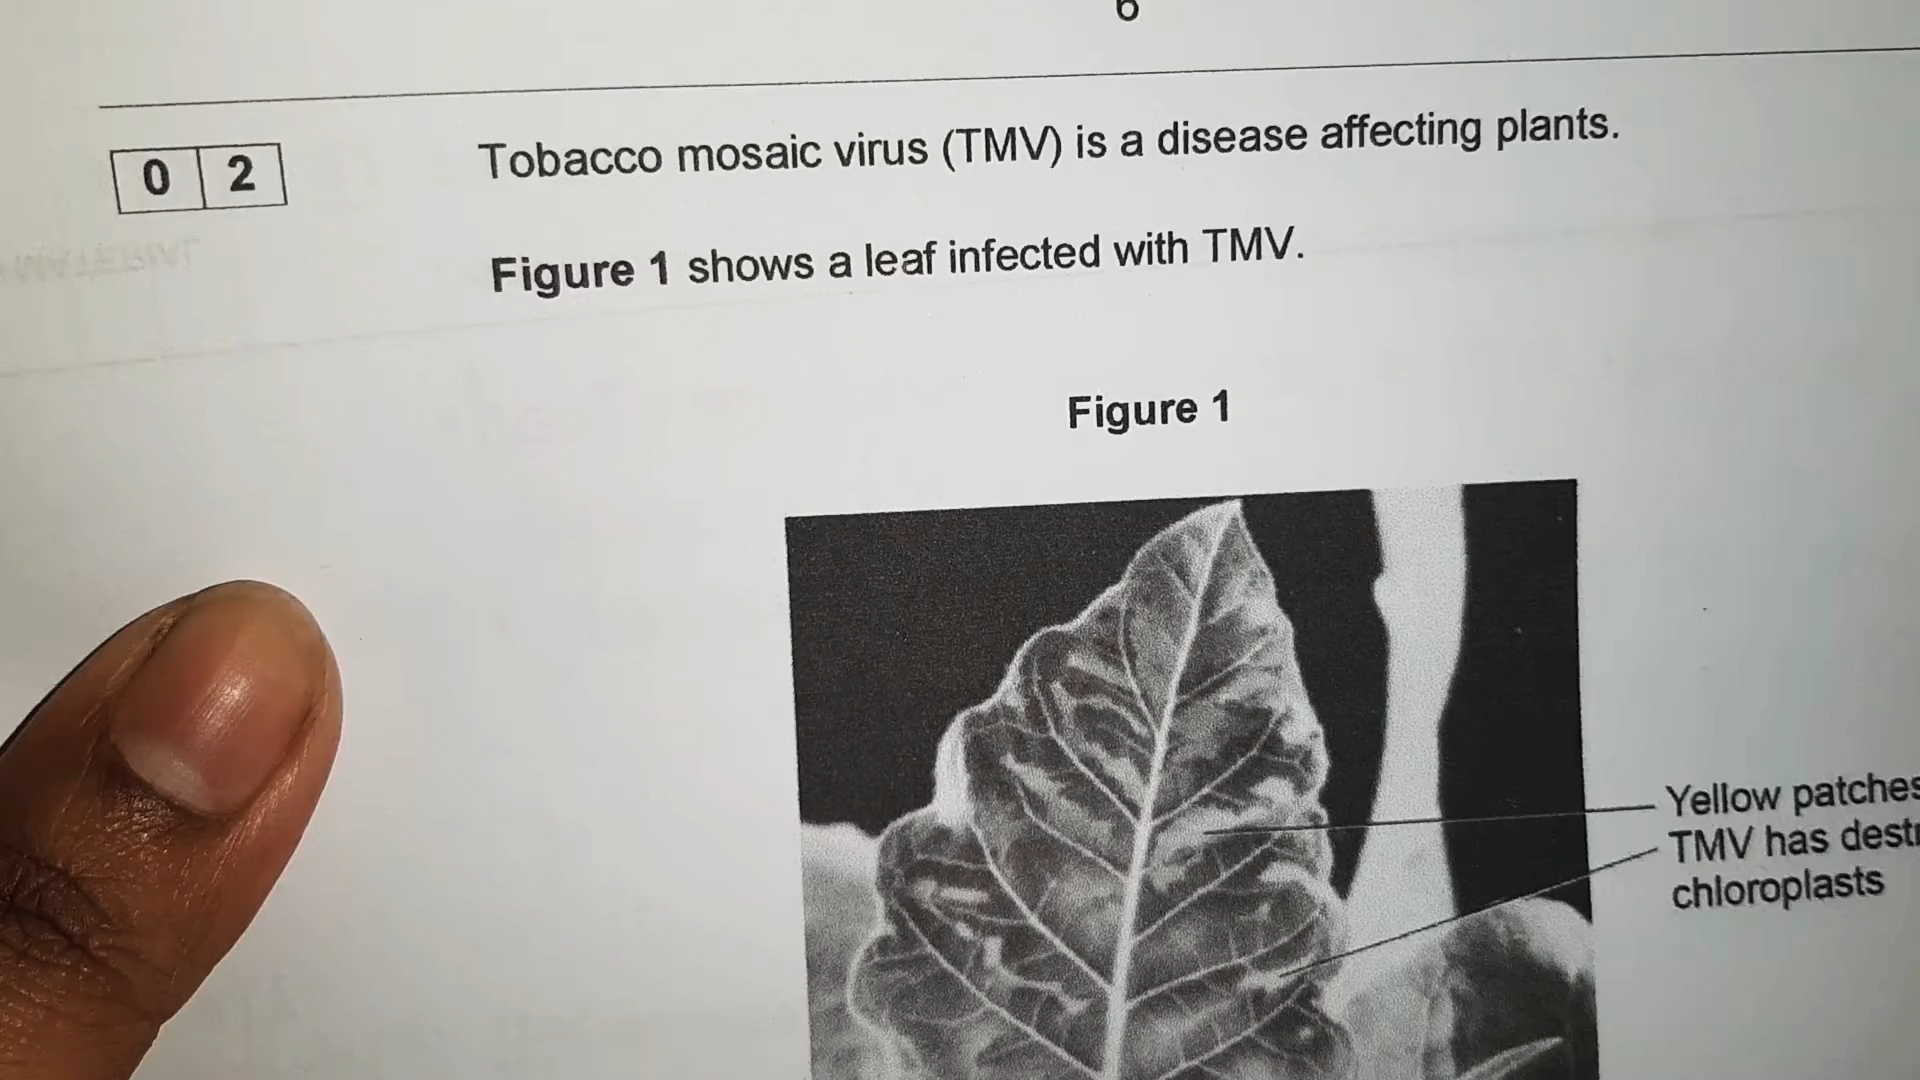 6
0 2
Tobacco mosaic virus (TMV) is a disease affecting plants.
Figure 1 shows a leaf infected with TMV.
Figure 1
Yellow patches
TMV has
chloroplasts